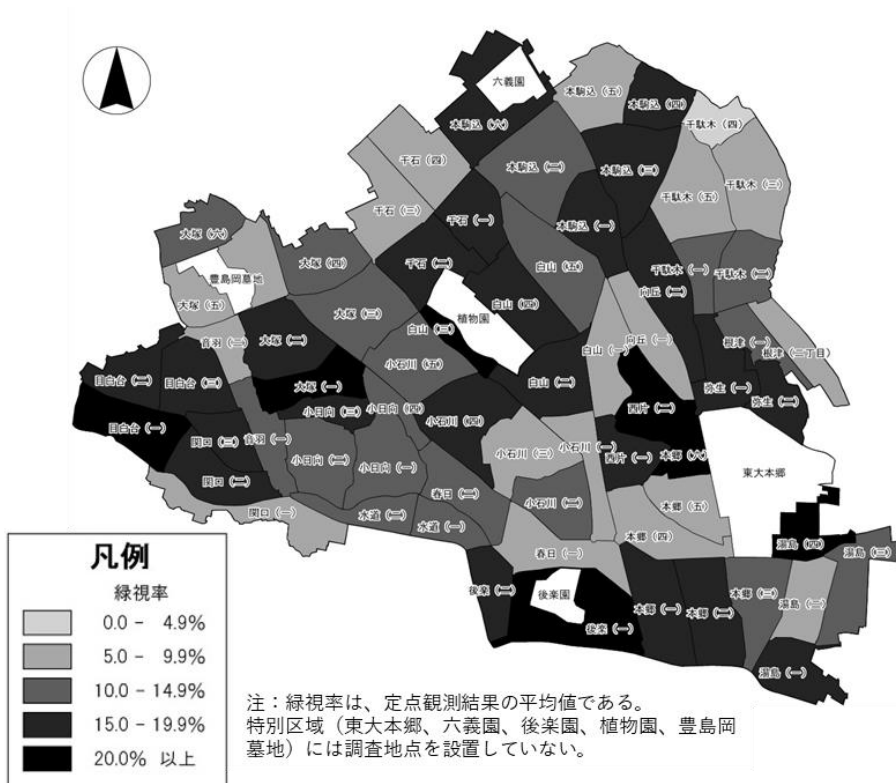 六義園
本駒込（五）
本駒込（四）
千駄木（四）
本駒込（六）
千石（四）
本駒込（二）
本駒込（三）
千駄木（五）
千駄木（三）
千石（三）
千石（一）
本駒込（一）
大塚（六）
大塚（四）
千石（二）
白山（五）
千駄木（一）
千駄木（二）
豊島岡墓地
向丘（二）
大塚（五）
大塚（三）
白山（三）
植物園
白山（四）
音羽（二）
大塚（二）
小石川（五）
白山（一）
向丘（一）
根津（一）
根津（二丁目）
目白台（二）
目白台（三）
大塚（一）
白山（二）
弥生（一）
弥生（二）
小日向（三）
小日向（四）
小石川（四）
西片（二）
目白台（一）
関口（三）
音羽（一）
小石川（三）
小石川（一）
西片（一）
本郷（六）
小日向（二）
小日向（一）
東大本郷
関口（二）
春日（二）
小石川（二）
本郷（五）
関口（一）
水道（二）
水道（一）
本郷（四）
湯島（四）
湯島（三）
春日（一）
後楽（二）
後楽園
後楽（一）
本郷（一）
本郷（二）
本郷（三）
湯島（二）
湯島（一）
凡例
緑視率
0.0 - 4.9%
5.0 - 9.9%
10.0 - 14.9%
15.0 - 19.9%
20.0% 以上
注：緑視率は、定点観測結果の平均値である。
特別区域（東大本郷、六義園、後楽園、植物園、豊島岡
墓地）には調査地点を設置していない。